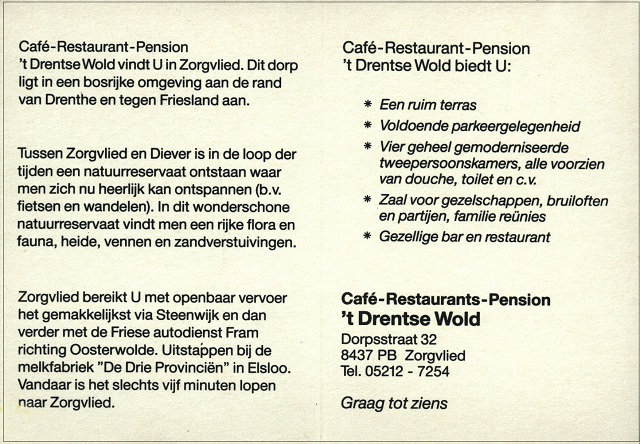 Café-Restaurant-Pension
't Drentse Wold vindt U in Zorgvlied. Dit dorp
ligt in een bosrijke omgeving aan de rand
van Drenthe en tegen Friesland aan.
Tussen Zorgvlied en Diever is in de loop der
tijden een natuurreservaat ontstaan waar
men zich nu heerlijk kan ontspannen (b.v.
fietsen en wandelen). In dit wonderschone
natuurreservaat vindt men een rijke flora en
fauna, heide, vennen en zandverstuivingen.
Zorgvlied bereikt U met openbaar vervoer
het gemakkelijkst via Steenwijk en dan
verder met de Friese autodienst Fram
richting Oosterwolde. Uitstappen bij de
melkfabriek "De Drie Provinciën" in Elsloo.
Vandaar is het slechts vijf minuten lopen
naar Zorgvlied.
Café-Restaurant-Pension
't Drentse Wold biedt U:
* Een ruim terras
* Voldoende parkeergelegenheid
* Vier geheel gemoderniseerde
tweepersoonskamers, alle voorzien
van douche, toilet en c.v.
* Zaal voor gezelschappen, bruiloften
en partijen, familie reünies
* Gezellige bar en restaurant
Café-Restaurants-Pension
't Drentse Wold
Dorpsstraat 32
8437 PB Zorgvlied
Tel. 05212 - 7254
Graag tot ziens